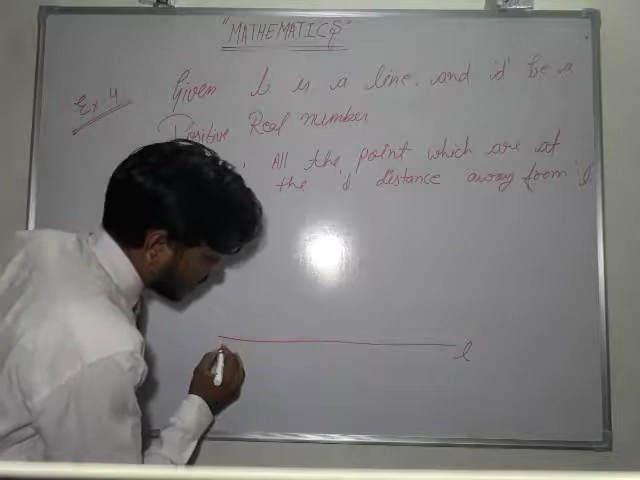 "MATHEMATICS"
Ex. 4
Given l is a line. and 'd' be a
Positive Real number
All the point which are at
the 'd' distance away from 'l
l